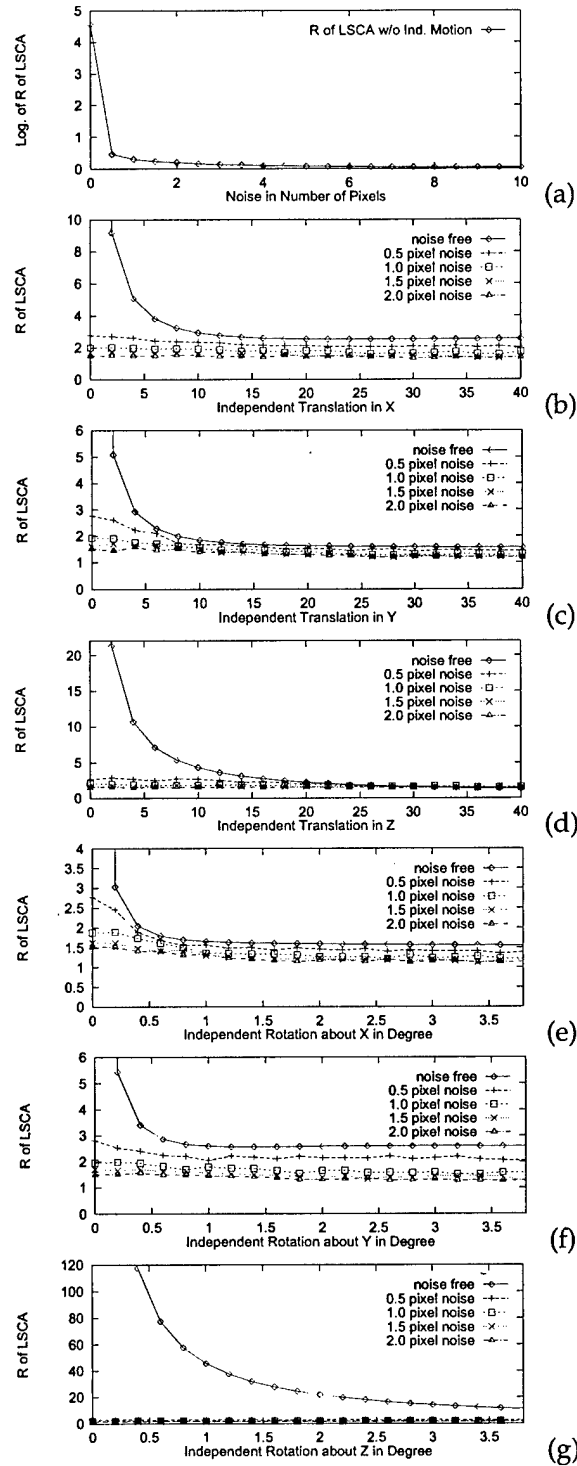 Log. of R of LSCA
5
4
3
2
1
0
R of LSCA w/o Ind. Motion
0 2 4 6 8 10
Noise in Number of Pixels
(a)
R of LSCA
10
8
6
4
2
0
noise free
0.5 pixel noise
1.0 pixel noise
1.5 pixel noise
2.0 pixel noise
0 5 10 15 20 25 30 35 40
Independent Translation in X
(b)
R of LSCA
6
5
4
3
2
1
0
noise free
0.5 pixel noise
1.0 pixel noise
1.5 pixel noise
2.0 pixel noise
0 5 10 15 20 25 30 35 40
Independent Translation in Y
(c)
R of LSCA
20
15
10
5
0
noise free
0.5 pixel noise
1.0 pixel noise
1.5 pixel noise
2.0 pixel noise
0 5 10 15 20 25 30 35 40
Independent Translation in Z
(d)
R of LSCA
4
3.5
3
2.5
2
1.5
1
0.5
0
noise free
0.5 pixel noise
1.0 pixel noise
1.5 pixel noise
2.0 pixel noise
0 0.5 1 1.5 2 2.5 3 3.5
Independent Rotation about X in Degree
(e)
R of LSCA
6
5
4
3
2
1
0
noise free
0.5 pixel noise
1.0 pixel noise
1.5 pixel noise
2.0 pixel noise
0 0.5 1 1.5 2 2.5 3 3.5
Independent Rotation about Y in Degree
(f)
R of LSCA
120
100
80
60
40
20
0
noise free
0.5 pixel noise
1.0 pixel noise
1.5 pixel noise
2.0 pixel noise
0 0.5 1 1.5 2 2.5 3 3.5
Independent Rotation about Z in Degree
(g)